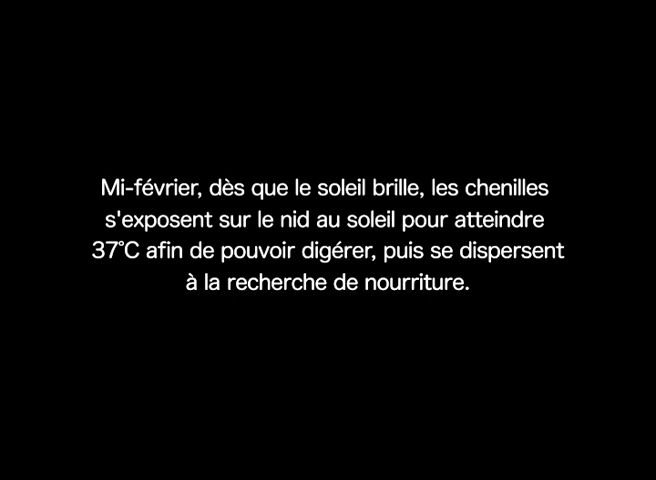 Mi-février, dès que le soleil brille, les chenilles
s'exposent sur le nid au soleil pour atteindre
37°C afin de pouvoir digérer, puis se dispersent
à la recherche de nourriture.